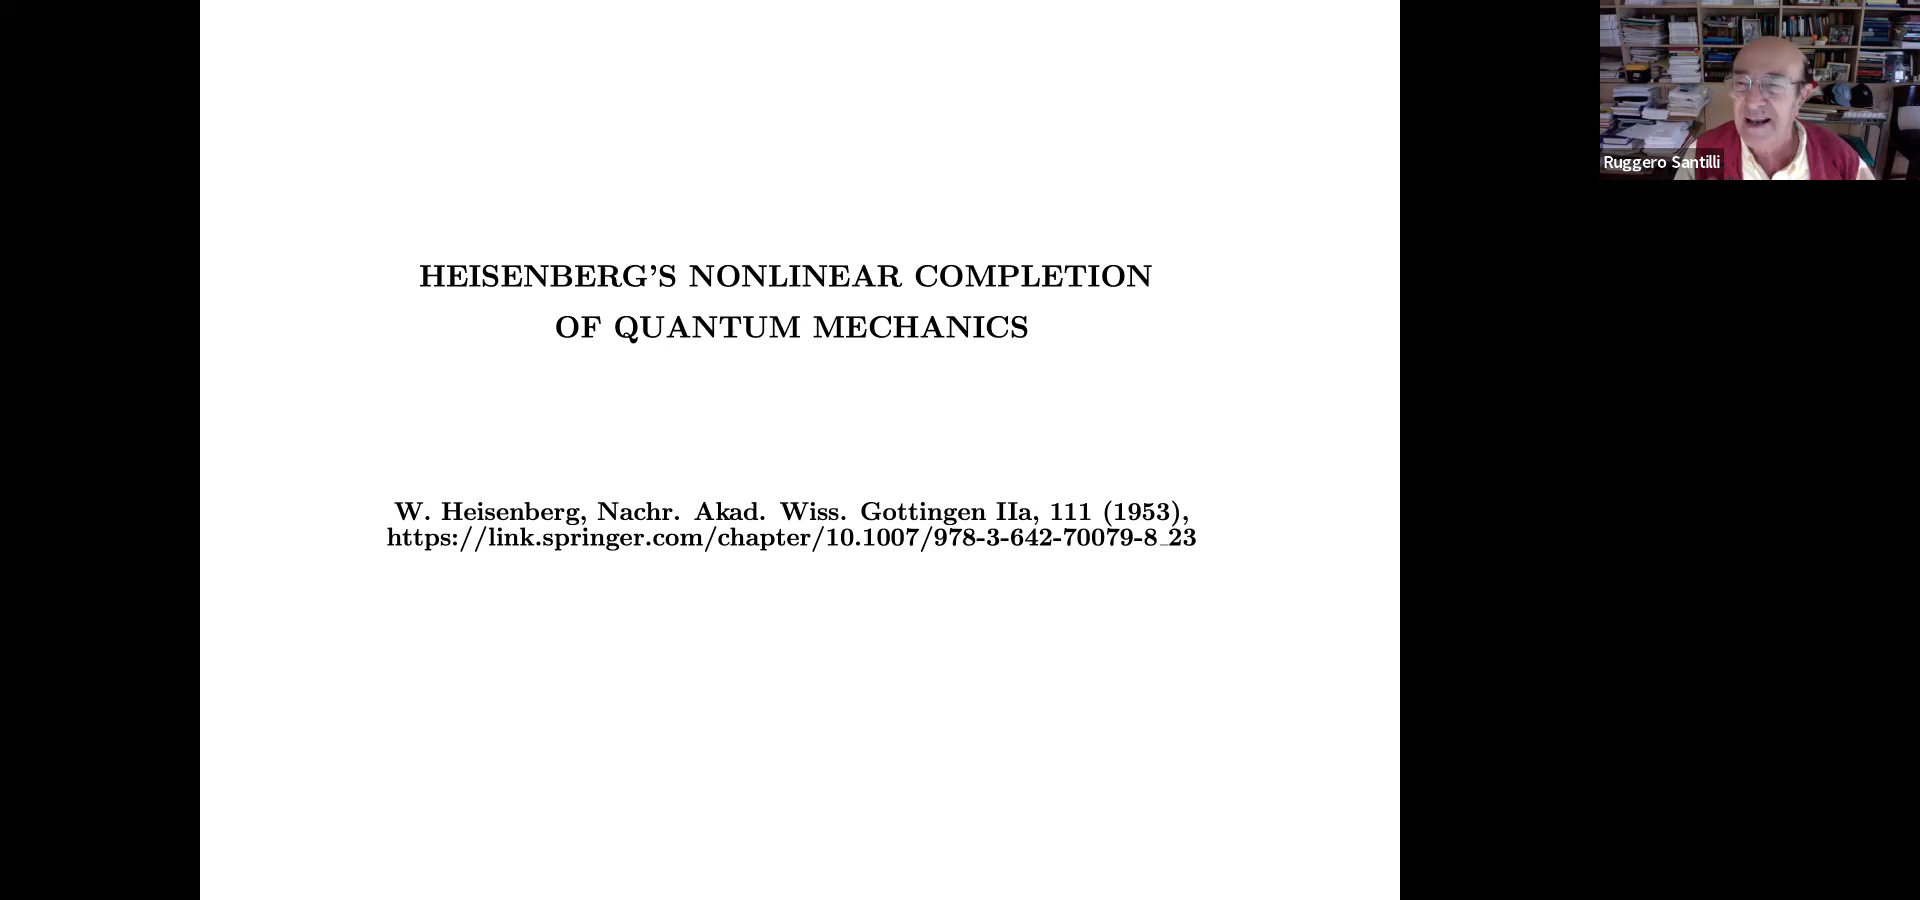 HEISENBERG'S NONLINEAR COMPLETION
OF QUANTUM MECHANICS
W. Heisenberg, Nachr. Akad. Wiss. Gottingen IIa, 111 (1953),
https://link.springer.com/chapter/10.1007/978-3-642-70079-8_23
Ruggero Santilli